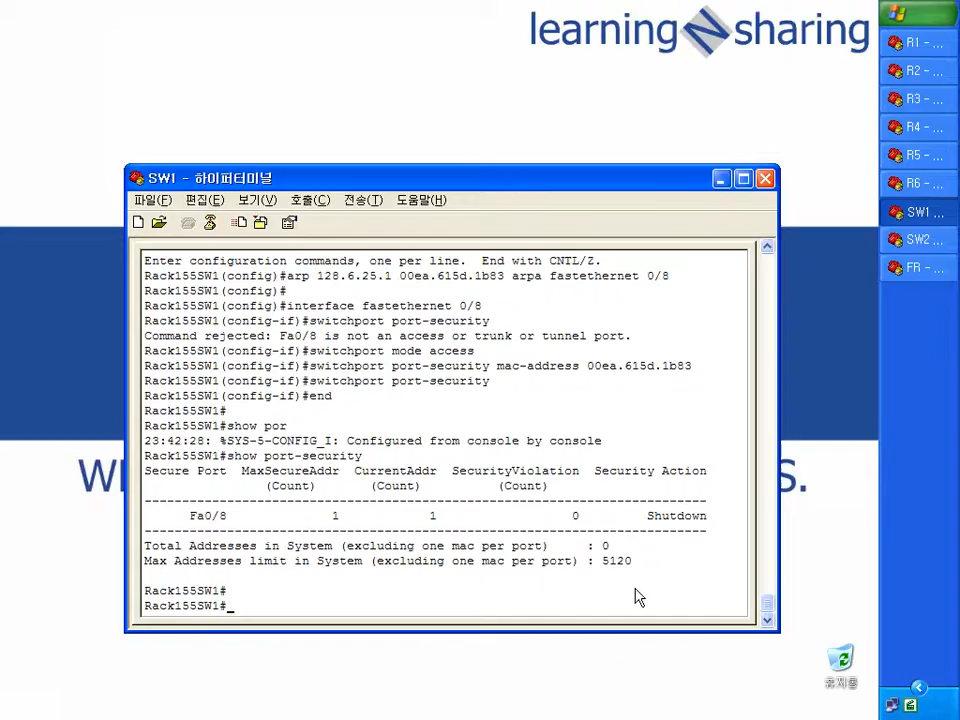 learning sharing
R1 - ...
R2 - ...
R3 - ...
R4 - ...
R5 - ...
R6 - ...
SW1 ...
SW2 ...
FR - ...
SW1 - 하이퍼터미널
파일(F) 편집(E) 보기(V) 호출(C) 전송(T) 도움말(H)
Enter configuration commands, one per line.  End with CNTL/Z.
Rack155SW1(config)#arp 128.6.25.1 00ea.615d.1b83 arpa fastethernet 0/8
Rack155SW1(config)#
Rack155SW1(config)#interface fastethernet 0/8
Rack155SW1(config-if)#switchport port-security
Command rejected: Fa0/8 is not an access or trunk or tunnel port.
Rack155SW1(config-if)#switchport mode access
Rack155SW1(config-if)#switchport port-security mac-address 00ea.615d.1b83
Rack155SW1(config-if)#switchport port-security
Rack155SW1(config-if)#end
Rack155SW1#
Rack155SW1#show por
23:42:28: %SYS-5-CONFIG_I: Configured from console by console
Rack155SW1#show port-security
Secure Port  MaxSecureAddr  CurrentAddr  SecurityViolation  Security Action
(Count) (Count) (Count)
---------------------------------------------------------------------------
Fa0/8 1 1 0 Shutdown
---------------------------------------------------------------------------
Total Addresses in System (excluding one mac per port)     : 0
Max Addresses limit in System (excluding one mac per port) : 5120
Rack155SW1#
Rack155SW1#_
W S.
휴지통